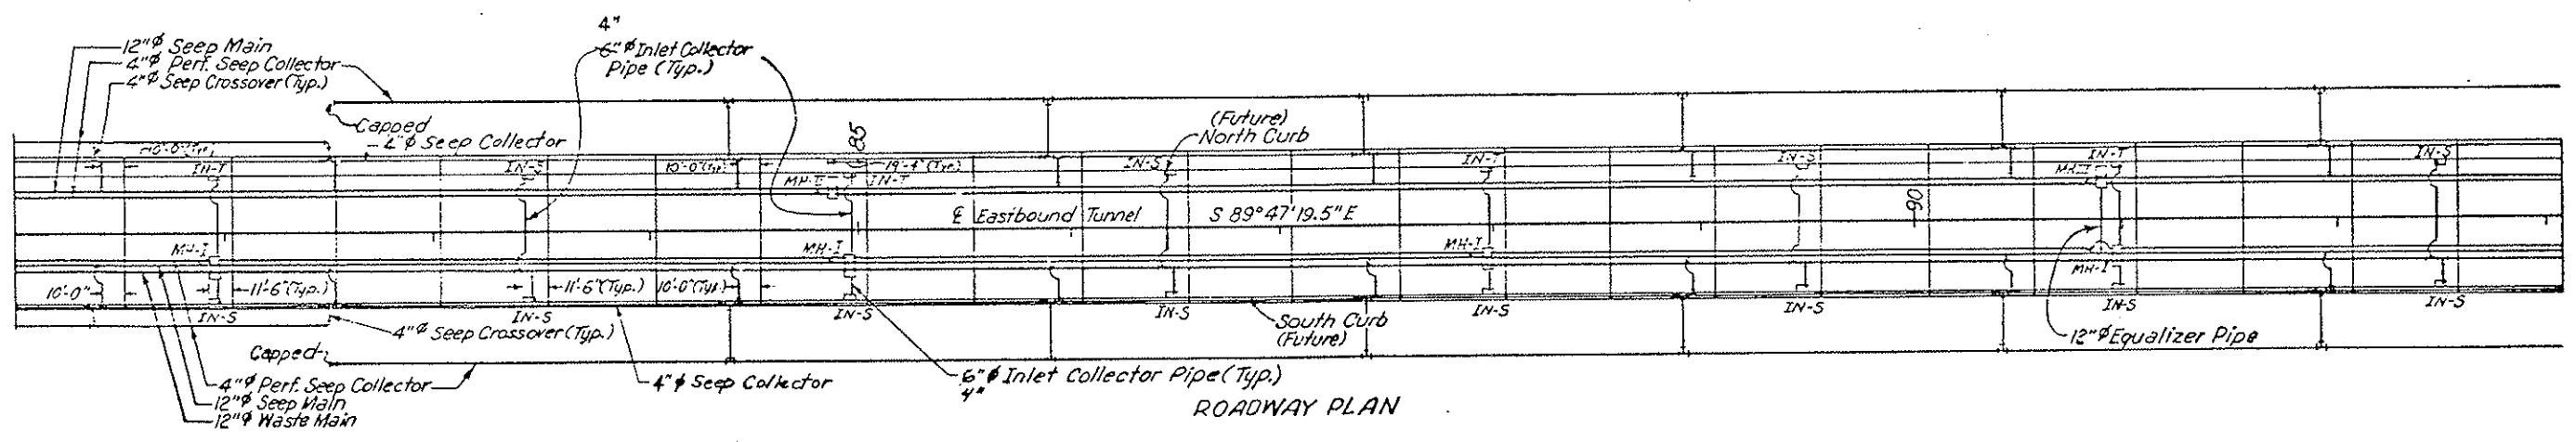 4"
12"ø Seep Main
4"ø Perf. Seep Collector
4"ø Seep Crossover (Typ.)
6"ø Inlet Collector
Pipe (Typ.)
Capped
4"ø Seep Collector
85
(Future)
North Curb
10'-0" (Typ.)
IN-T
IN-S
10'-0" (Typ.)
19'-4" (Typ.)
MH-I
IN-T
IN-S
IN-T
IN-S
IN-T
IN-S
℄ Eastbound Tunnel
S 89° 47' 19.5" E
90
MH-I
MH-I
MH-I
MH-I
10'-0"
11'-6" (Typ.)
11'-6" (Typ.)
10'-0" (Typ.)
IN-S
IN-S
IN-S
IN-S
IN-S
IN-S
IN-S
IN-S
4"ø Seep Crossover (Typ.)
South Curb
(Future)
12"ø Equalizer Pipe
Capped
4"ø Perf. Seep Collector
12"ø Seep Main
12"ø Waste Main
4"ø Seep Collector
6"ø Inlet Collector Pipe (Typ.)
4"
ROADWAY PLAN